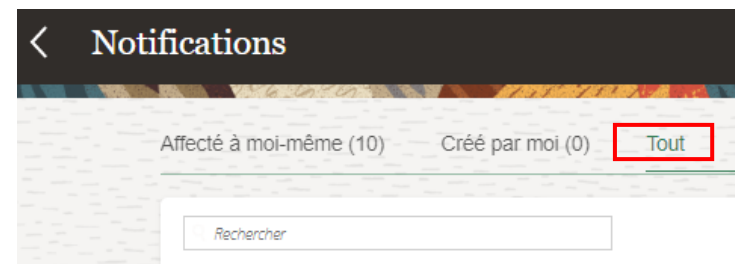 Notifications
Affecté à moi-même (10) Créé par moi (0) Tout
Rechercher